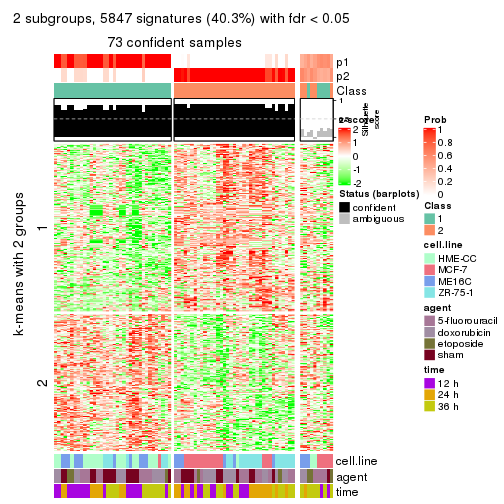 2 subgroups, 5847 signatures (40.3%) with fdr < 0.05
73 confident samples
p1
p2
Class
1
Silhouette
score
z-score
2
1
0
-1
-2
Status (barplots)
confident
ambiguous
Prob
1
0.8
0.6
0.4
0.2
0
Class
1
2
cell.line
HME-CC
MCF-7
ME16C
ZR-75-1
agent
5-fluorouracil
doxorubicin
etoposide
sham
time
12 h
24 h
36 h
k-means with 2 groups
1
2
cell.line
agent
time